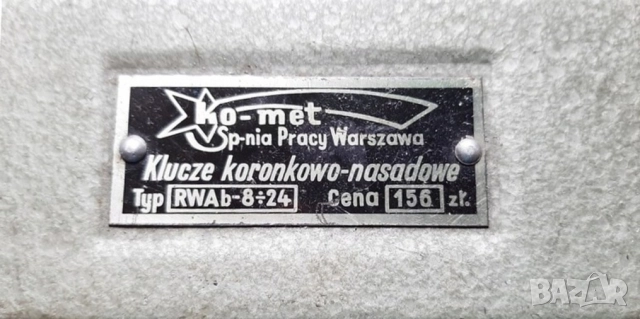 ko-met
Sp-nia Pracy Warszawa
Klucze koronkowo-nasadowe
Typ RWAb-8÷24 Cena 156 zł.
BAZAR